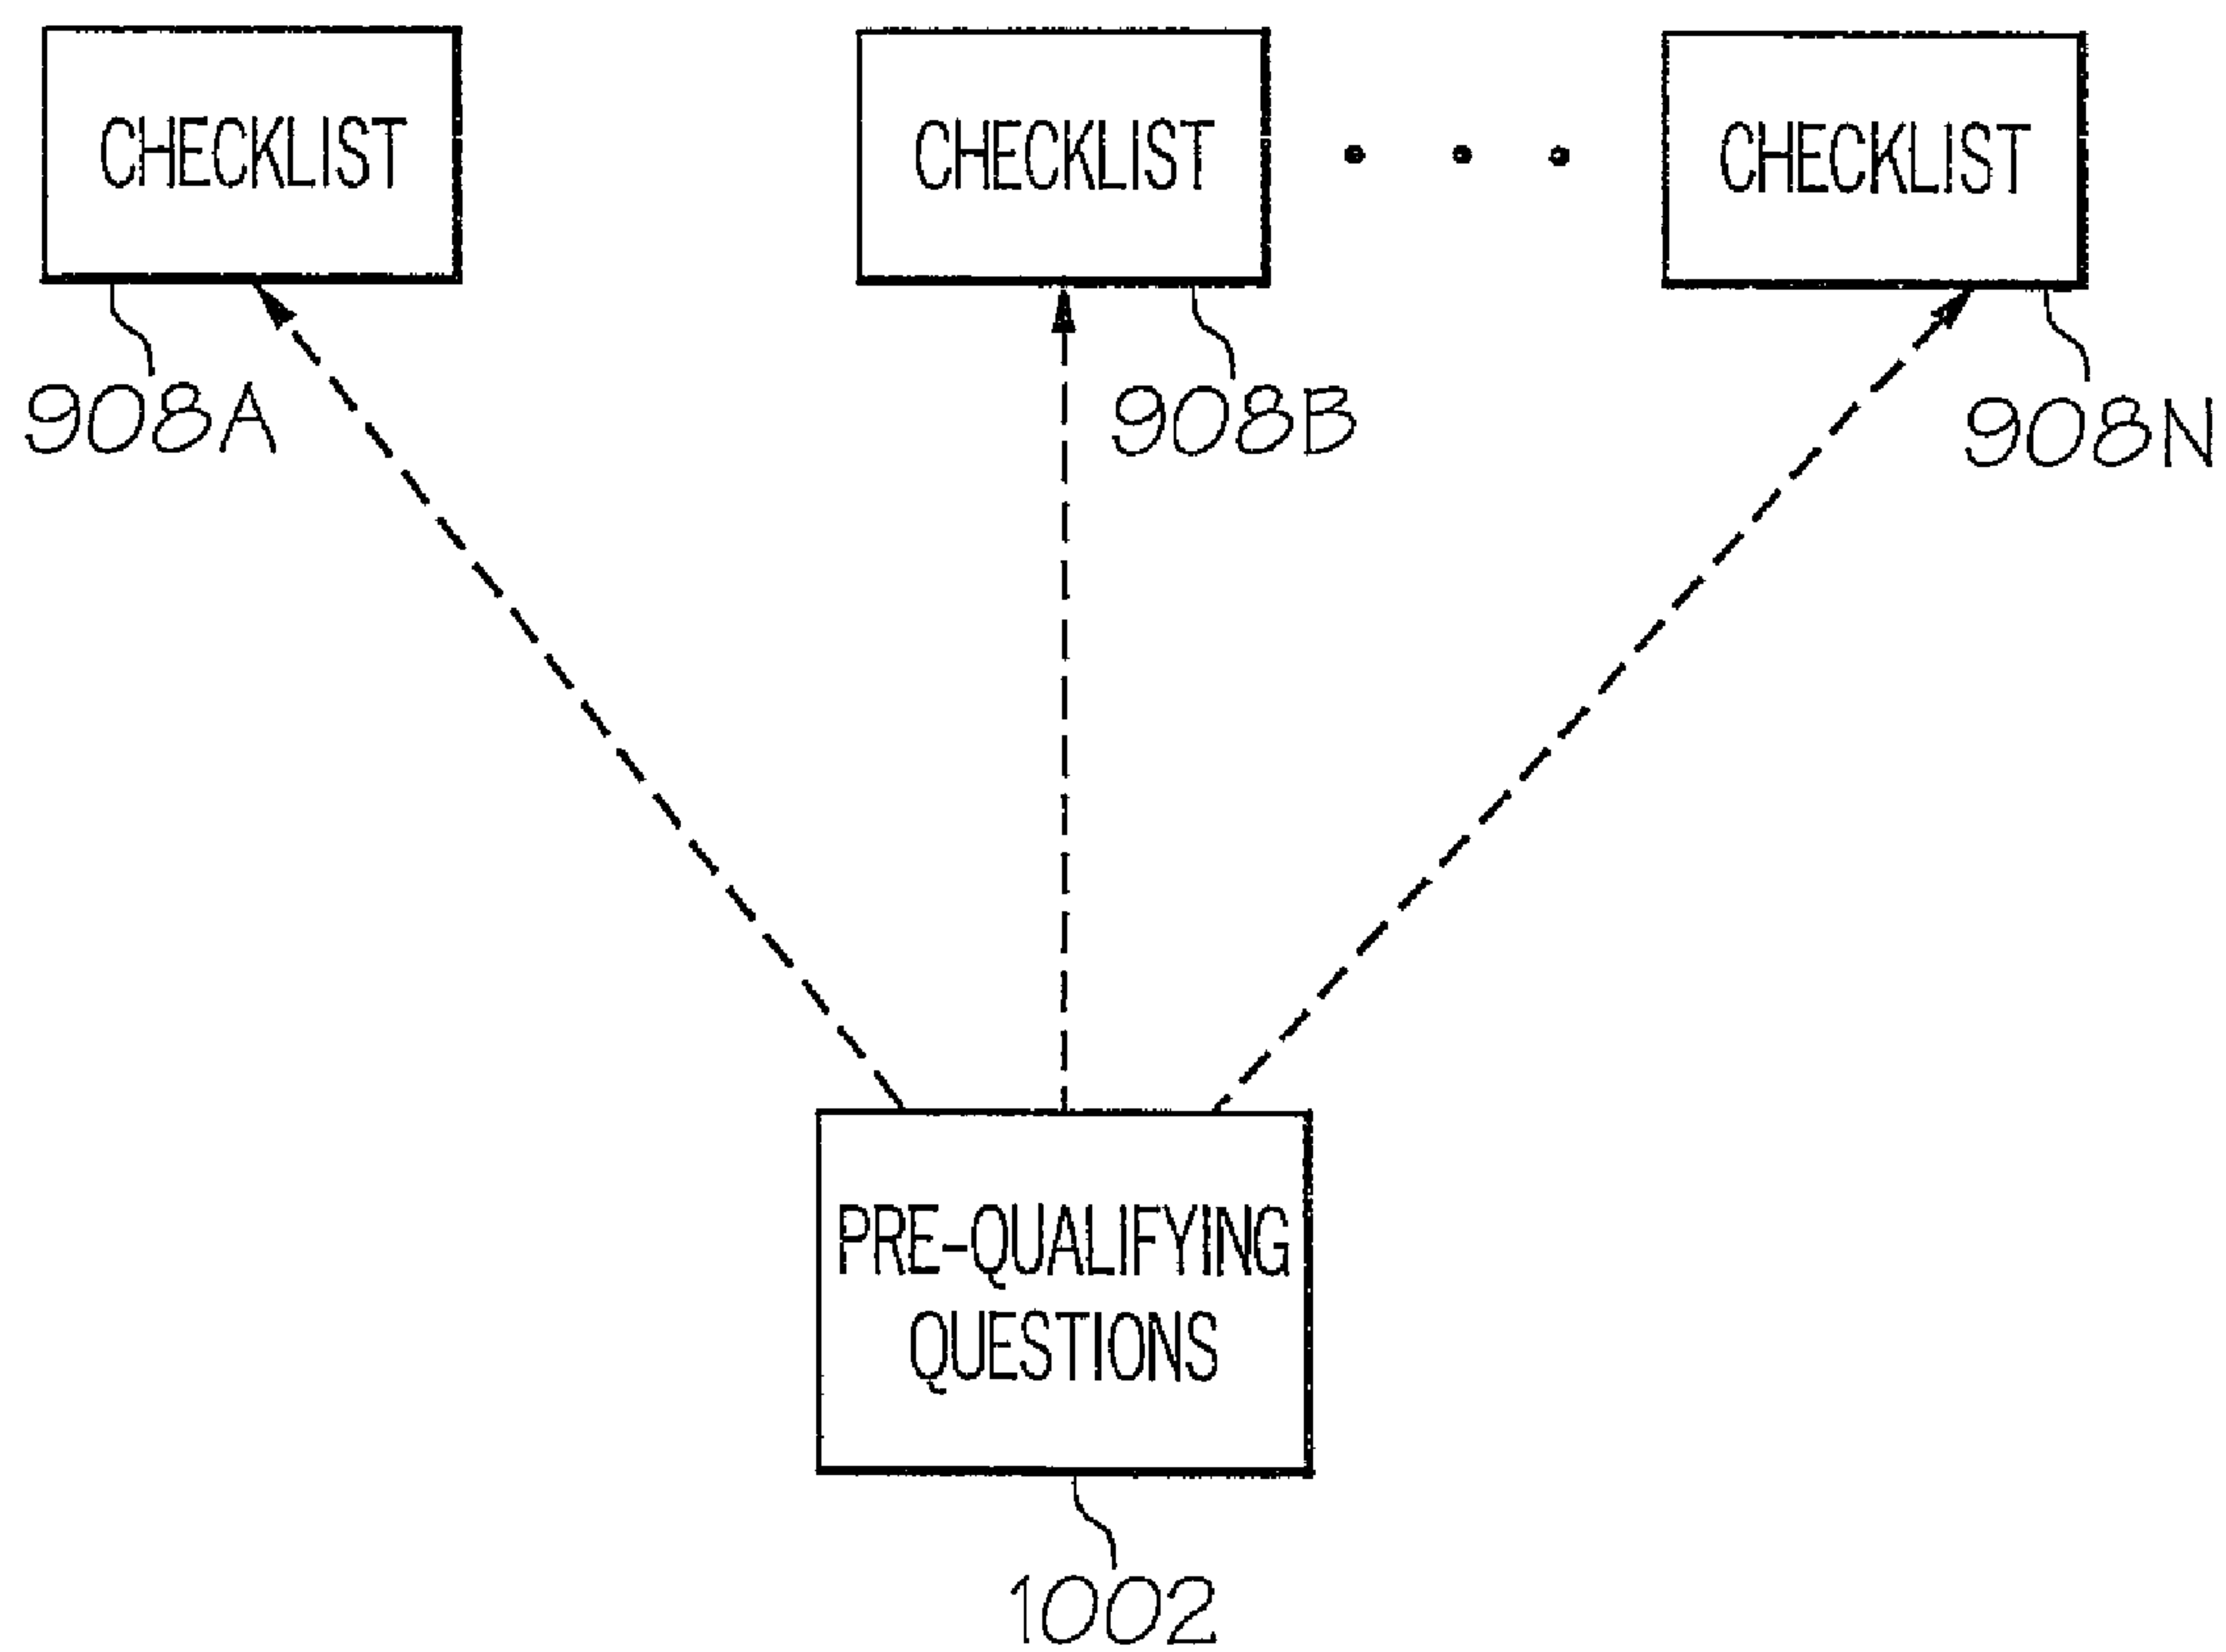 CHECKLIST CHECKLIST CHECKLIST
908A 908B 908N
PRE-QUALIFYING
QUESTIONS
1002